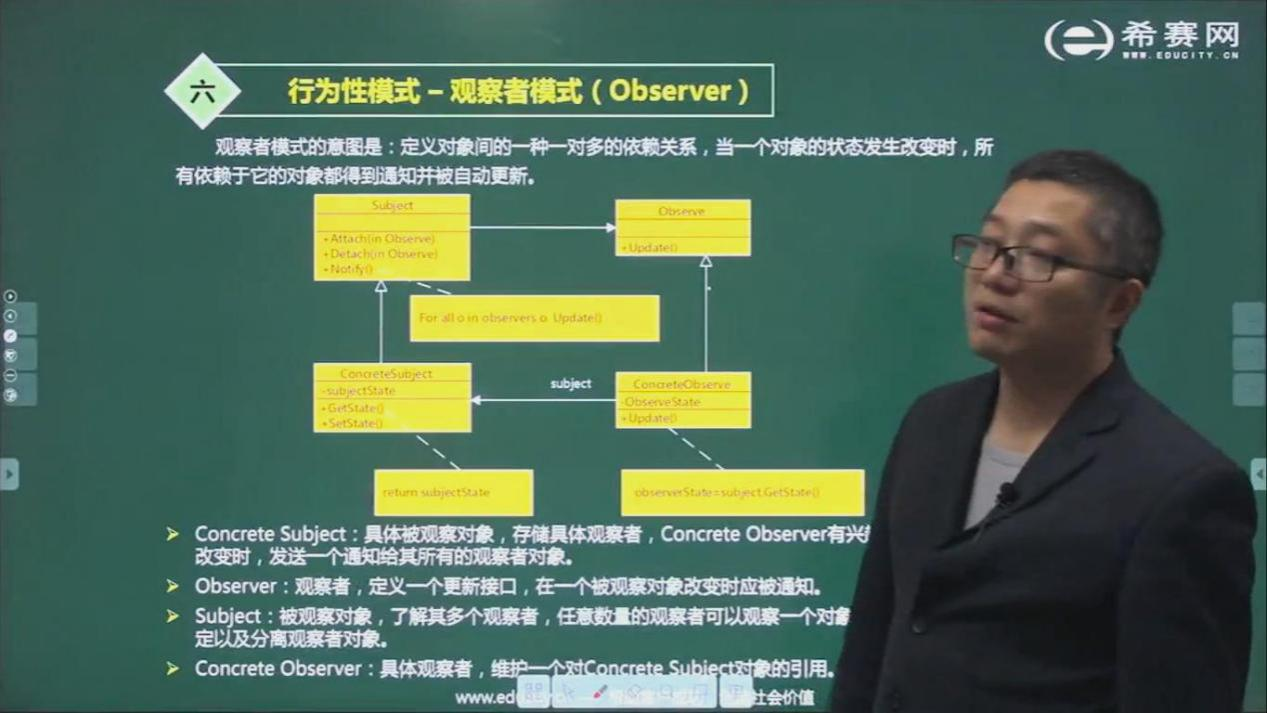 希赛网
WWW.EDUCITY.CN
六
行为性模式 – 观察者模式（Observer）
观察者模式的意图是：定义对象间的一种一对多的依赖关系，当一个对象的状态发生改变时，所
有依赖于它的对象都得到通知并被自动更新。
Subject
+Attach(in Observe)
+Detach(in Observe)
+Notify()
Observe
+Update()
For all o in observers o. Update()
ConcreteSubject
-subjectState
+GetState()
+SetState()
subject
ConcreteObserve
-ObserveState
+Update()
return subjectState
observerState=subject.GetState()
Concrete Subject：具体被观察对象，存储具体观察者，Concrete Observer有兴
改变时，发送一个通知给其所有的观察者对象。
Observer：观察者，定义一个更新接口，在一个被观察对象改变时应被通知。
Subject：被观察对象，了解其多个观察者，任意数量的观察者可以观察一个对象
定以及分离观察者对象。
Concrete Observer：具体观察者，维护一个对Concrete Subject对象的引用。
www.edu
社会价值